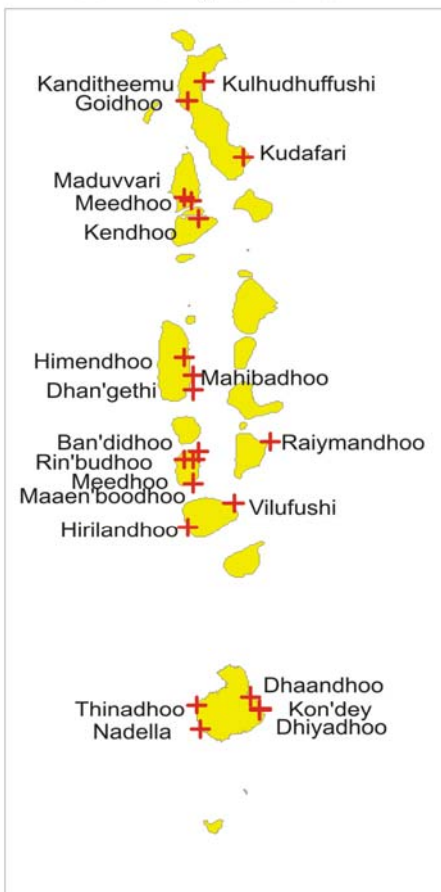 Kanditheemu Kulhudhuffushi
Goidhoo
Kudafari
Maduvvari
Meedhoo
Kendhoo
Himendhoo
Mahibadhoo
Dhan'gethi
Ban'didhoo
Raiymandhoo
Rin'budhoo
Meedhoo
Maaen'boodhoo
Vilufushi
Hirilandhoo
Dhaandhoo
Thinadhoo Kon'dey
Nadella Dhiyadhoo